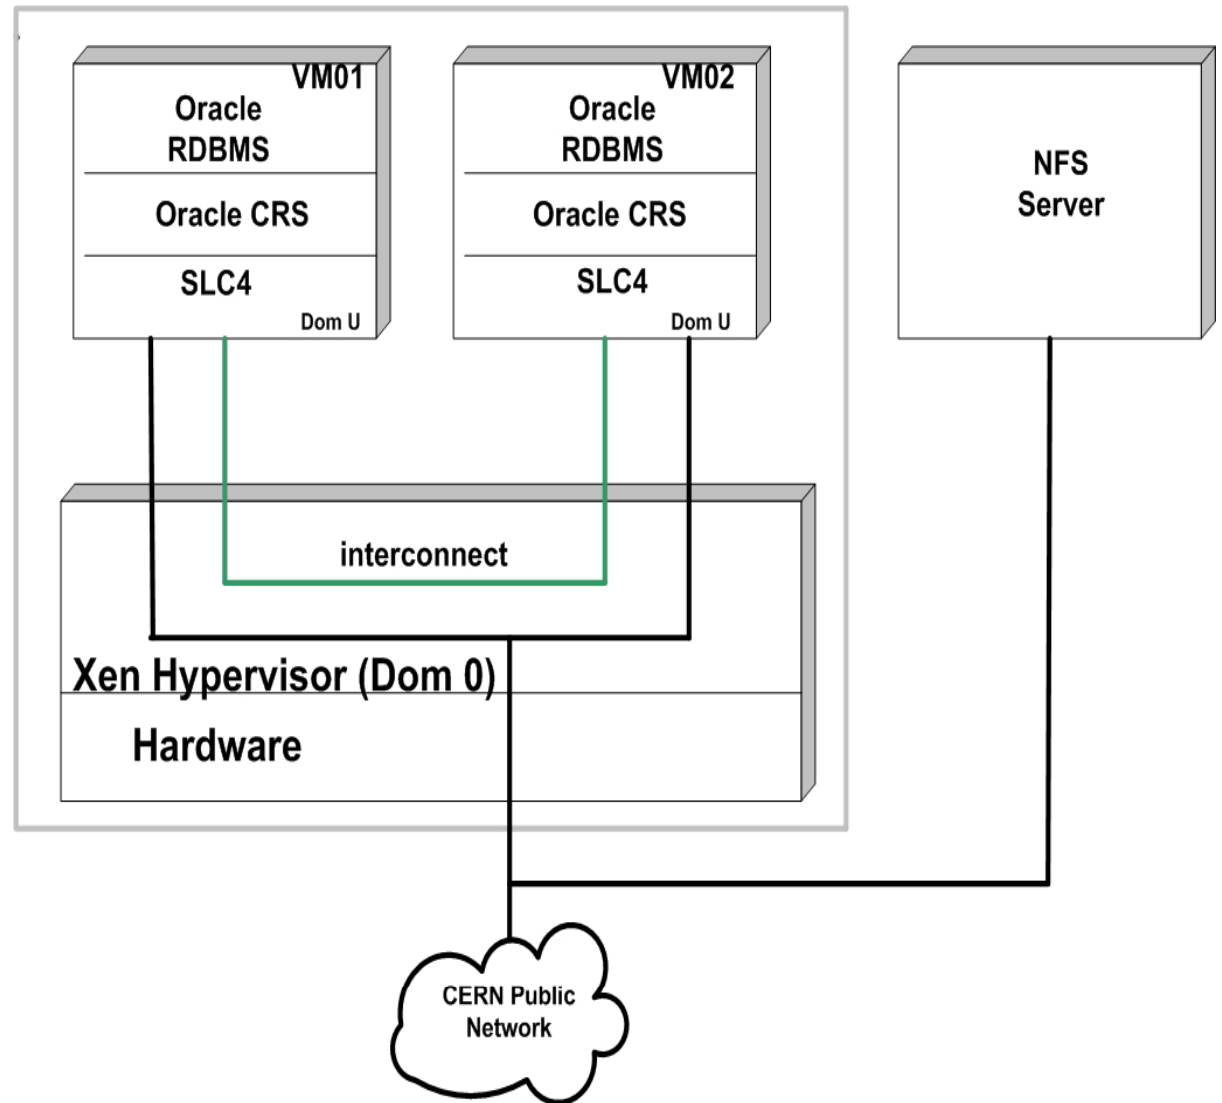 VM01
Oracle
RDBMS
Oracle CRS
SLC4
Dom U
VM02
Oracle
RDBMS
Oracle CRS
SLC4
Dom U
NFS
Server
interconnect
Xen Hypervisor (Dom 0)
Hardware
CERN Public
Network